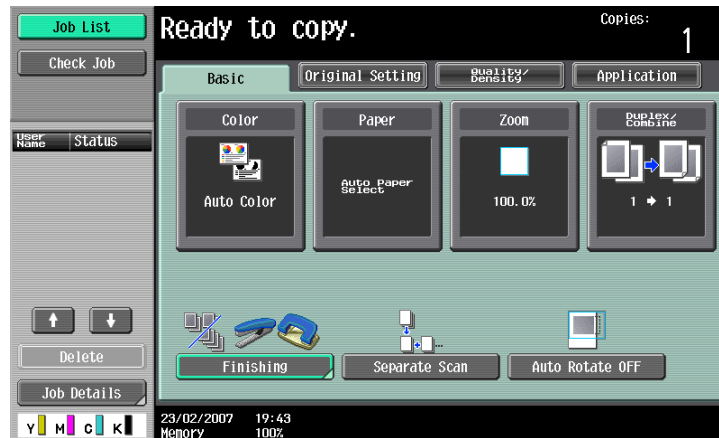 Job List
Ready to copy.
Copies:
1
Check Job
Basic
Original Setting
Quality/
Density
Application
User
Name
Status
Color
Paper
Zoom
Duplex/
Combine
Auto Color
Auto Paper
Select
100.0%
1 → 1
Delete
Finishing
Separate Scan
Auto Rotate OFF
Job Details
Y M C K
23/02/2007 19:43
Memory 100%